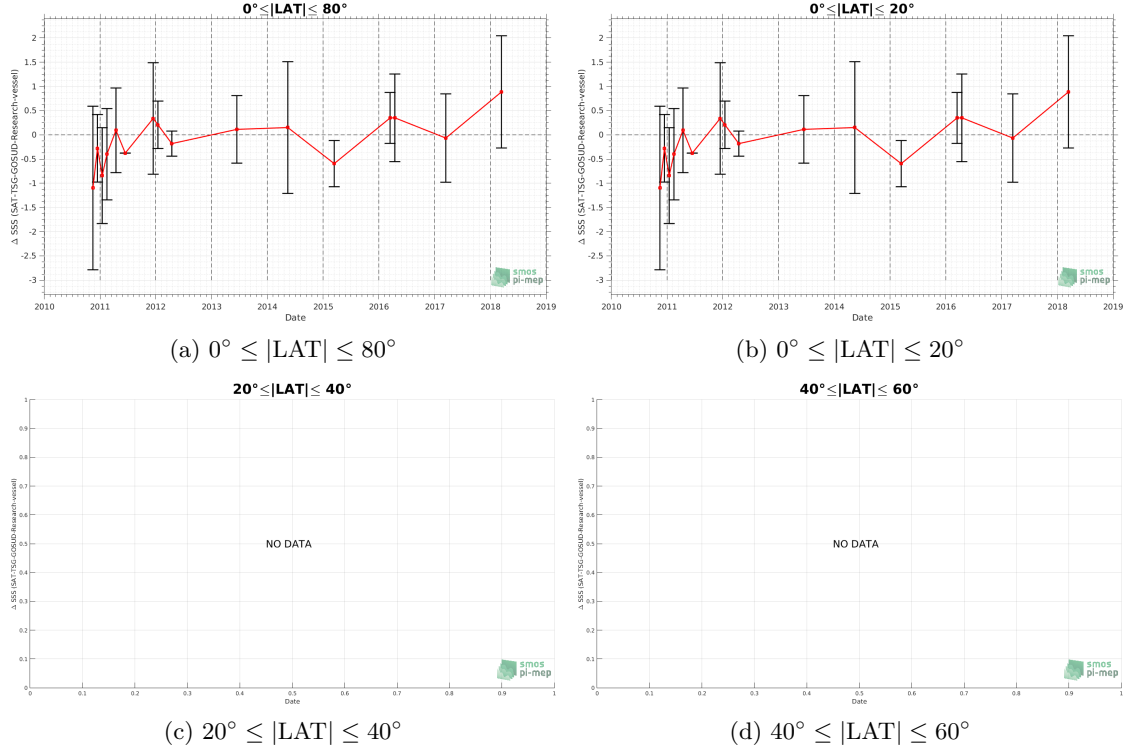 0°≤|LAT|≤ 80°
Δ SSS (SAT-TSG-GOSUD-Research-vessel)
2
1.5
1
0.5
0
-0.5
-1
-1.5
-2
-2.5
-3
2010 2011 2012 2013 2014 2015 2016 2017 2018 2019
Date
smos
pi-mep
(a) 0° ≤ |LAT| ≤ 80°
0°≤|LAT|≤ 20°
Δ SSS (SAT-TSG-GOSUD-Research-vessel)
2
1.5
1
0.5
0
-0.5
-1
-1.5
-2
-2.5
-3
2010 2011 2012 2013 2014 2015 2016 2017 2018 2019
Date
smos
pi-mep
(b) 0° ≤ |LAT| ≤ 20°
20°≤|LAT|≤ 40°
Δ SSS (SAT-TSG-GOSUD-Research-vessel)
1
0.9
0.8
0.7
0.6
0.5
0.4
0.3
0.2
0.1
0
NO DATA
0 0.1 0.2 0.3 0.4 0.5 0.6 0.7 0.8 0.9 1
Date
smos
pi-mep
(c) 20° ≤ |LAT| ≤ 40°
40°≤|LAT|≤ 60°
Δ SSS (SAT-TSG-GOSUD-Research-vessel)
1
0.9
0.8
0.7
0.6
0.5
0.4
0.3
0.2
0.1
0
NO DATA
0 0.1 0.2 0.3 0.4 0.5 0.6 0.7 0.8 0.9 1
Date
smos
pi-mep
(d) 40° ≤ |LAT| ≤ 60°